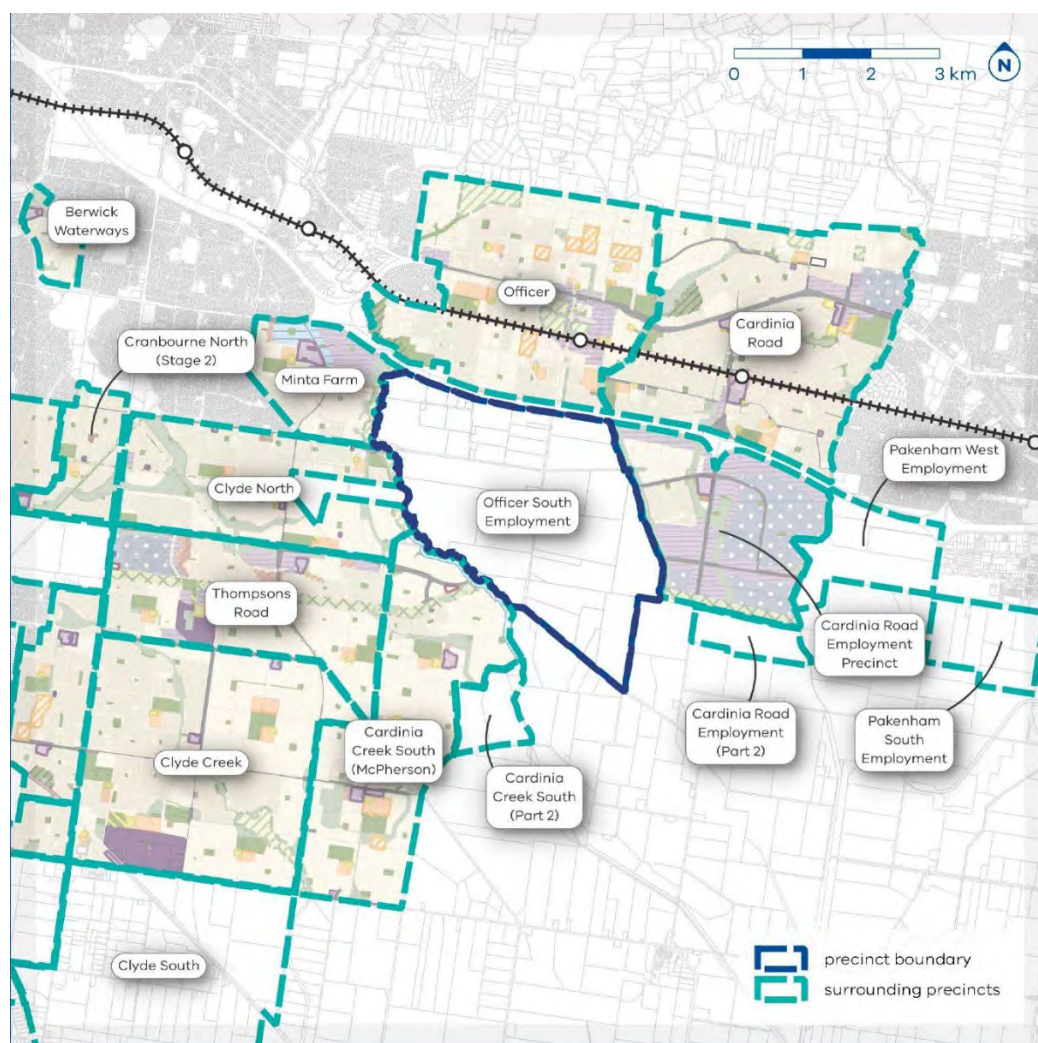 0 1 2 3 km
N
Berwick
Waterways
Officer
Cardinia
Road
Cranbourne North
(Stage 2)
Minta Farm
Pakenham West
Employment
Clyde North
Officer South
Employment
Thompsons
Road
Cardinia Road
Employment
Precinct
Cardinia
Creek South
(McPherson)
Cardinia Road
Employment
(Part 2)
Pakenham
South
Employment
Clyde Creek
Cardinia
Creek South
(Part 2)
Clyde South
precinct boundary
surrounding precincts